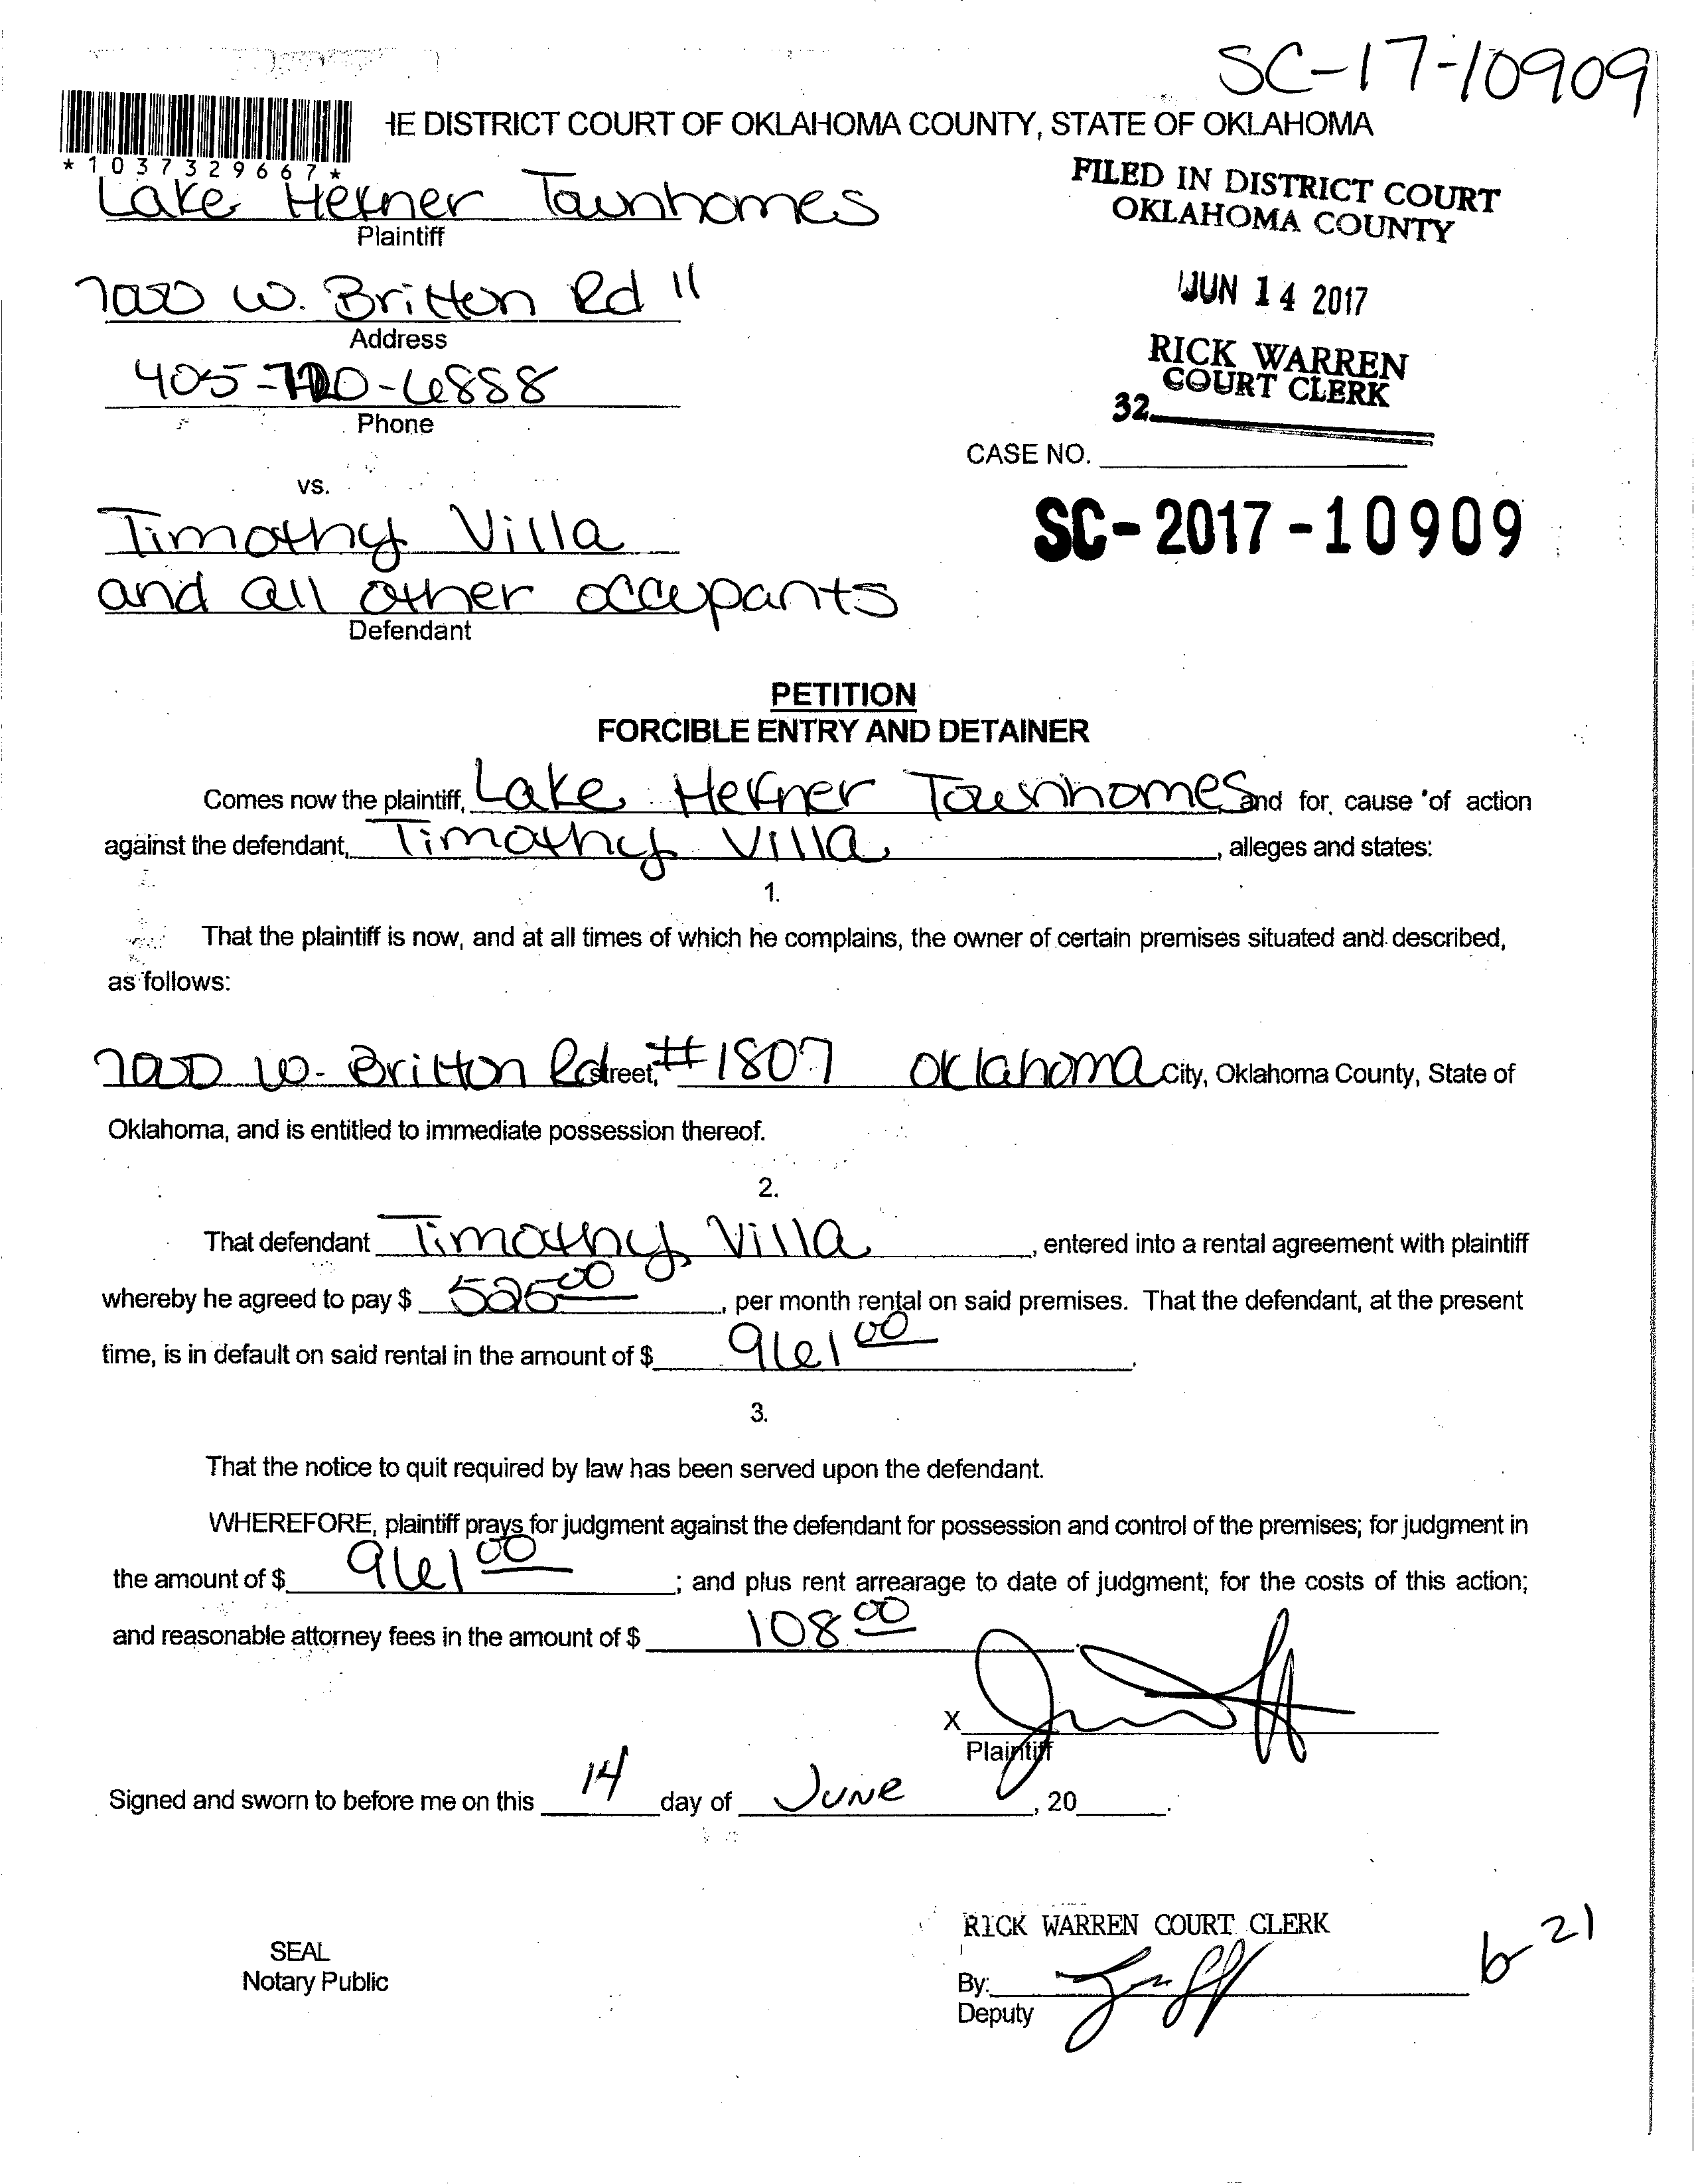 SC-17-10909
HE DISTRICT COURT OF OKLAHOMA COUNTY, STATE OF OKLAHOMA
*1037329667*
Lake Hefner Townhomes
Plaintiff
FILED IN DISTRICT COURT
OKLAHOMA COUNTY
W. Britton Rd
Address
JUN 14 2017
RICK WARREN
COURT CLERK
32
405-720-6888
Phone
CASE NO.
vs.
SC-2017-10909
Timothy Villa
and all other occupants
Defendant
PETITION
FORCIBLE ENTRY AND DETAINER
Comes now the plaintiff, Lake Hefner Townhomes and for cause of action
against the defendant, Timothy Villa, alleges and states:
1.
That the plaintiff is now, and at all times of which he complains, the owner of certain premises situated and described,
as follows:
W. Britton Rd street, #1807 Oklahoma City, Oklahoma County, State of
Oklahoma, and is entitled to immediate possession thereof.
2.
That defendant Timothy Villa, entered into a rental agreement with plaintiff
whereby he agreed to pay $ 525 00, per month rental on said premises. That the defendant, at the present
time, is in default on said rental in the amount of $ 961 00.
3.
That the notice to quit required by law has been served upon the defendant.
WHEREFORE, plaintiff prays for judgment against the defendant for possession and control of the premises; for judgment in
the amount of $ 961 00; and plus rent arrearage to date of judgment; for the costs of this action;
and reasonable attorney fees in the amount of $ 108 00
X
Plaintiff
Signed and sworn to before me on this 14 day of June, 20.
RICK WARREN COURT CLERK
SEAL
Notary Public
By:
Deputy
6-21